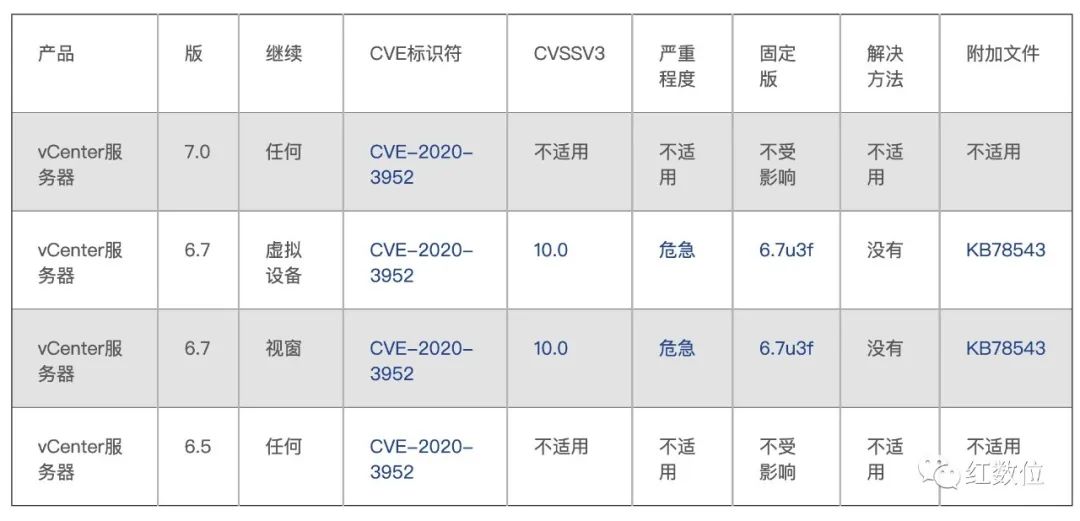 产品 版 继续 CVE标识符 CVSSV3 严重程度 固定版 解决方法 附加文件
vCenter服务器 7.0 任何 CVE-2020-3952 不适用 不适用 不受影响 不适用 不适用
vCenter服务器 6.7 虚拟设备 CVE-2020-3952 10.0 危急 6.7u3f 没有 KB78543
vCenter服务器 6.7 视窗 CVE-2020-3952 10.0 危急 6.7u3f 没有 KB78543
vCenter服务器 6.5 任何 CVE-2020-3952 不适用 不适用 不受影响 不适用 不适用
红数位